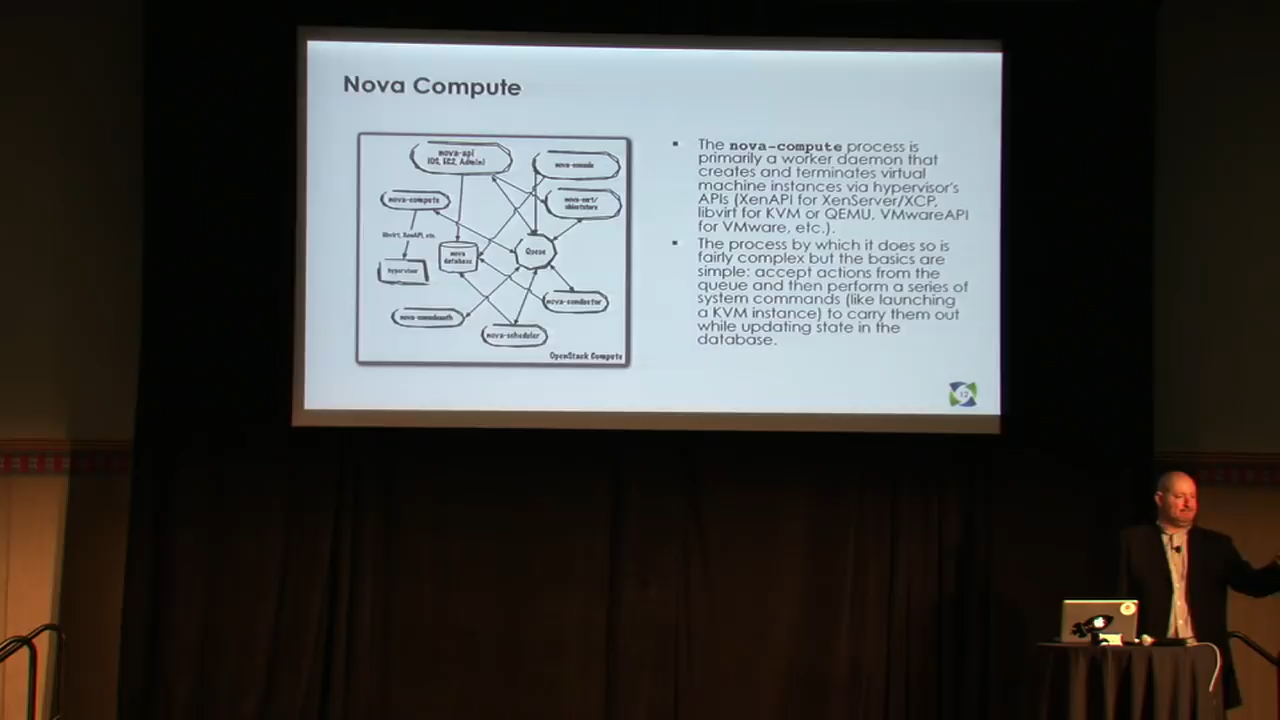 Nova Compute
nova-api
(OS, EC2, Admin)
nova-console
nova-compute
nova-cert/
objectstore
libvirt, XenAPI, etc.
nova
database
Queue
hypervisor
nova-conductor
nova-consoleauth
nova-scheduler
OpenStack Compute
▪ The nova-compute process is
primarily a worker daemon that
creates and terminates virtual
machine instances via hypervisor's
APIs (XenAPI for XenServer/XCP,
libvirt for KVM or QEMU, VMwareAPI
for VMware, etc.).
▪ The process by which it does so is
fairly complex but the basics are
simple: accept actions from the
queue and then perform a series of
system commands (like launching
a KVM instance) to carry them out
while updating state in the
database.
12